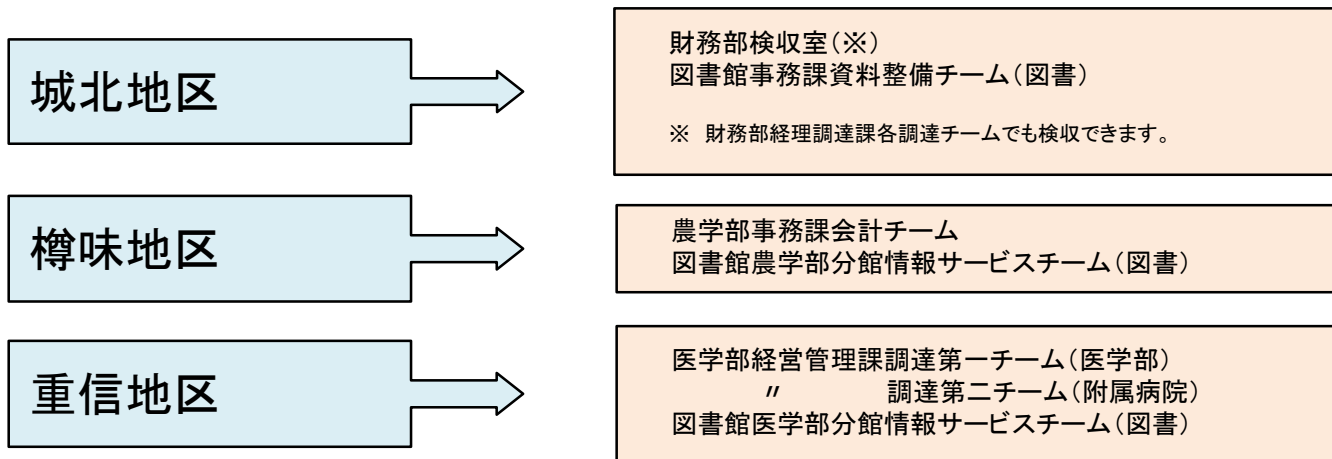 城北地区
財務部検収室(※)
図書館事務課資料整備チーム(図書)
※ 財務部経理調達課各調達チームでも検収できます。
樽味地区
農学部事務課会計チーム
図書館農学部分館情報サービスチーム(図書)
重信地区
医学部経営管理課調達第一チーム(医学部)
〃 調達第二チーム(附属病院)
図書館医学部分館情報サービスチーム(図書)